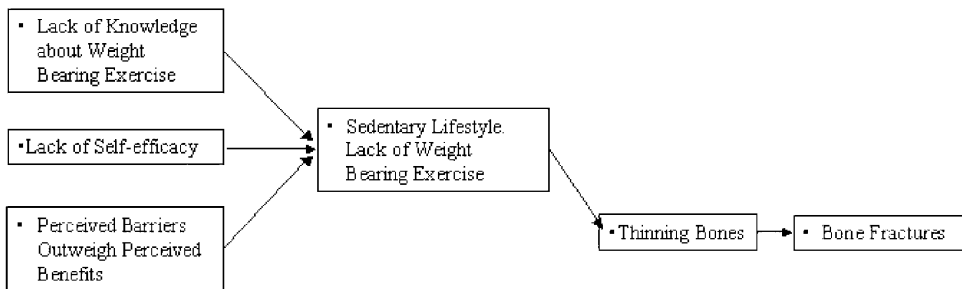 ▪ Lack of Knowledge
about Weight
Bearing Exercise
▪Lack of Self-efficacy
▪ Perceived Barriers
Outweigh Perceived
Benefits
▪ Sedentary Lifestyle.
Lack of Weight
Bearing Exercise
▪Thinning Bones
▪ Bone Fractures